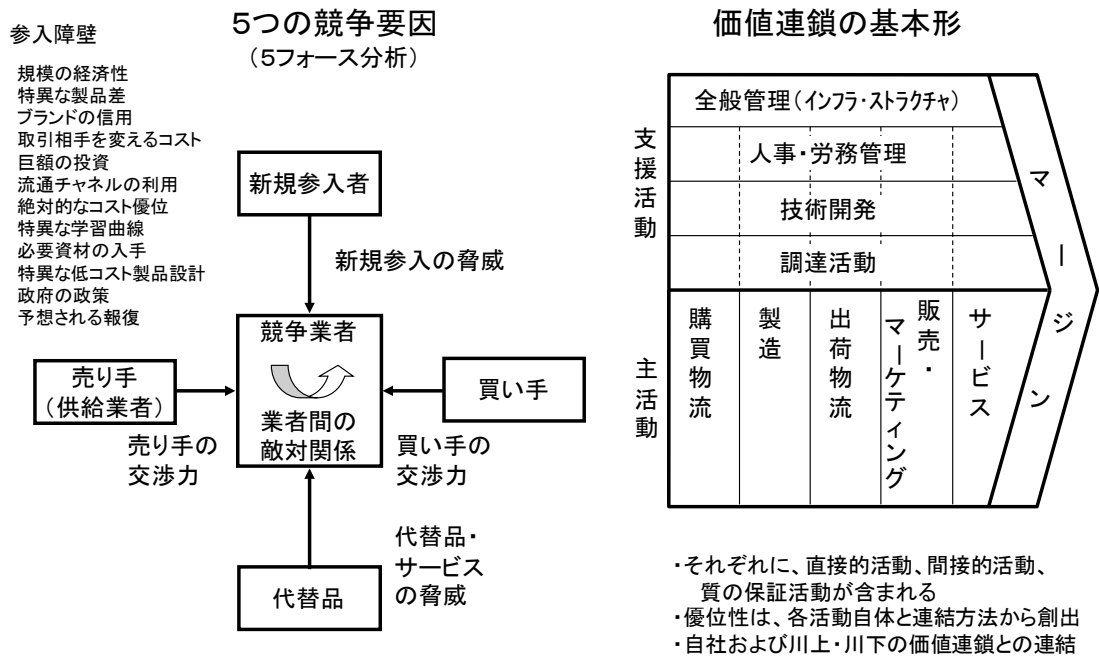 参入障壁
規模の経済性
特異な製品差
ブランドの信用
取引相手を変えるコスト
巨額の投資
流通チャネルの利用
絶対的なコスト優位
特異な学習曲線
必要資材の入手
特異な低コスト製品設計
政府の政策
予想される報復
5つの競争要因
(5フォース分析)
新規参入者
新規参入の脅威
競争業者
業者間の
敵対関係
売り手
(供給業者)
売り手の
交渉力
買い手
買い手の
交渉力
代替品・
サービス
の脅威
代替品
価値連鎖の基本形
支援活動
全般管理(インフラ・ストラクチャ)
人事・労務管理
技術開発
調達活動
主活動
購買物流
製造
出荷物流
販売・
マーケティング
サービス
マージン
・それぞれに、直接的活動、間接的活動、
質の保証活動が含まれる
・優位性は、各活動自体と連結方法から創出
・自社および川上・川下の価値連鎖との連結